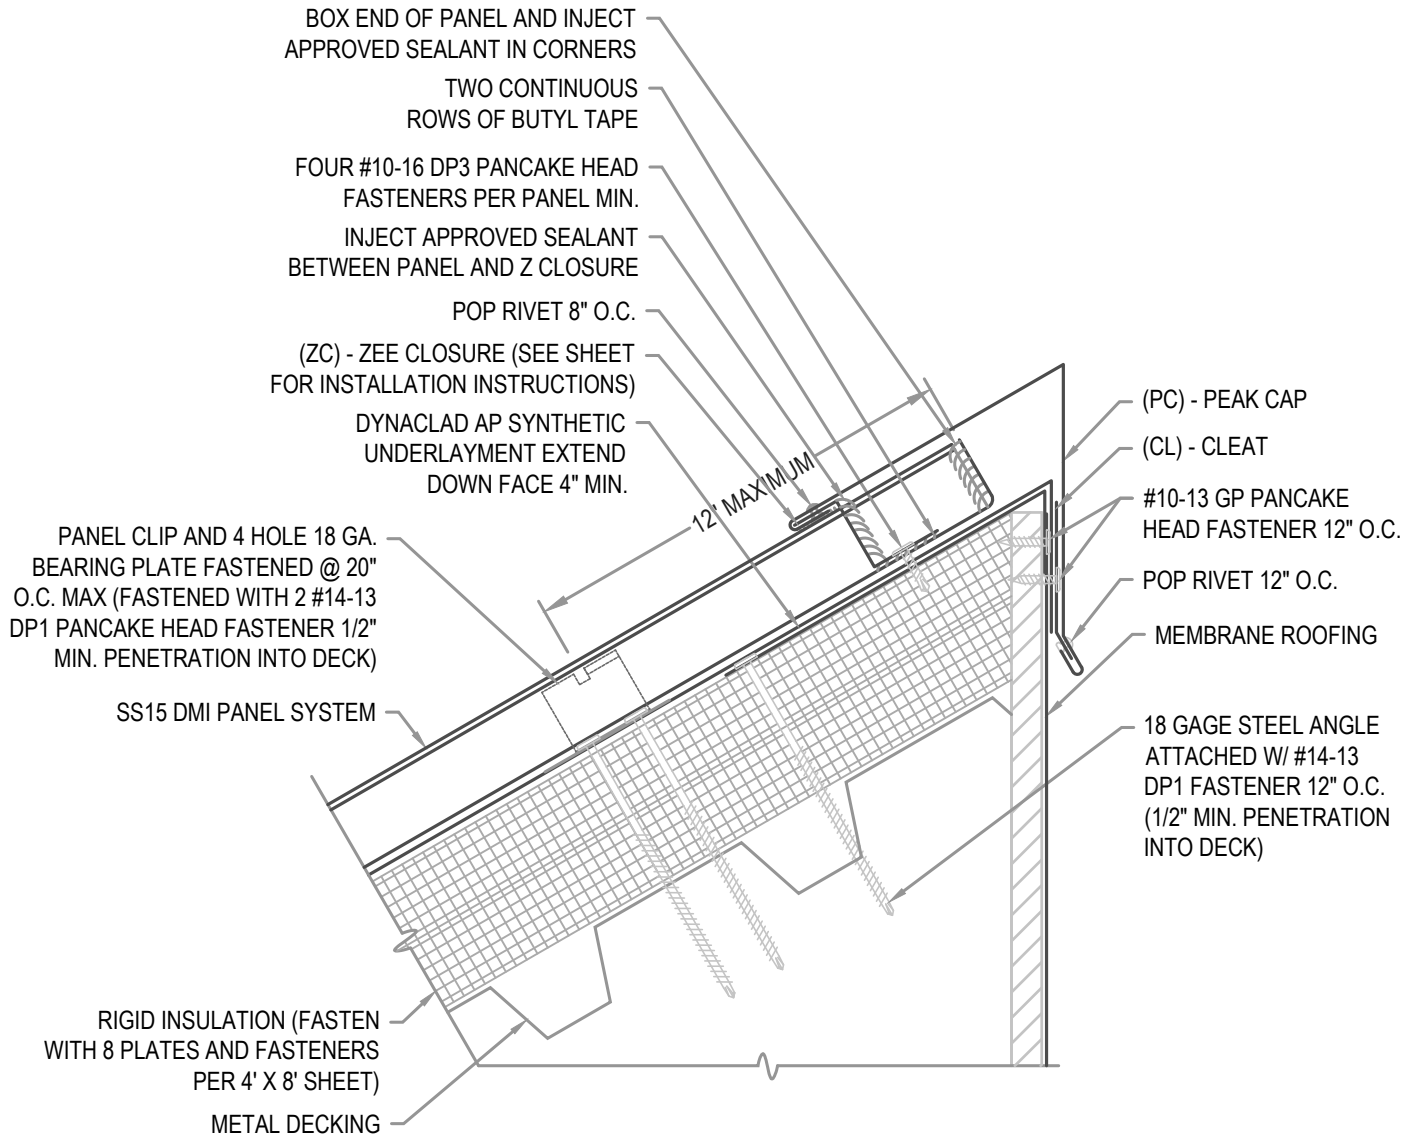 BOX END OF PANEL AND INJECT
APPROVED SEALANT IN CORNERS
TWO CONTINUOUS
ROWS OF BUTYL TAPE
FOUR #10-16 DP3 PANCAKE HEAD
FASTENERS PER PANEL MIN.
INJECT APPROVED SEALANT
BETWEEN PANEL AND Z CLOSURE
POP RIVET 8" O.C.
(ZC) - ZEE CLOSURE (SEE SHEET
FOR INSTALLATION INSTRUCTIONS)
DYNACLAD AP SYNTHETIC
UNDERLAYMENT EXTEND
DOWN FACE 4" MIN.
PANEL CLIP AND 4 HOLE 18 GA.
BEARING PLATE FASTENED @ 20"
O.C. MAX (FASTENED WITH 2 #14-13
DP1 PANCAKE HEAD FASTENER 1/2"
MIN. PENETRATION INTO DECK)
SS15 DMI PANEL SYSTEM
RIGID INSULATION (FASTEN
WITH 8 PLATES AND FASTENERS
PER 4' X 8' SHEET)
METAL DECKING
12' MAXIMUM
(PC) - PEAK CAP
(CL) - CLEAT
#10-13 GP PANCAKE
HEAD FASTENER 12" O.C.
POP RIVET 12" O.C.
MEMBRANE ROOFING
18 GAGE STEEL ANGLE
ATTACHED W/ #14-13
DP1 FASTENER 12" O.C.
(1/2" MIN. PENETRATION
INTO DECK)